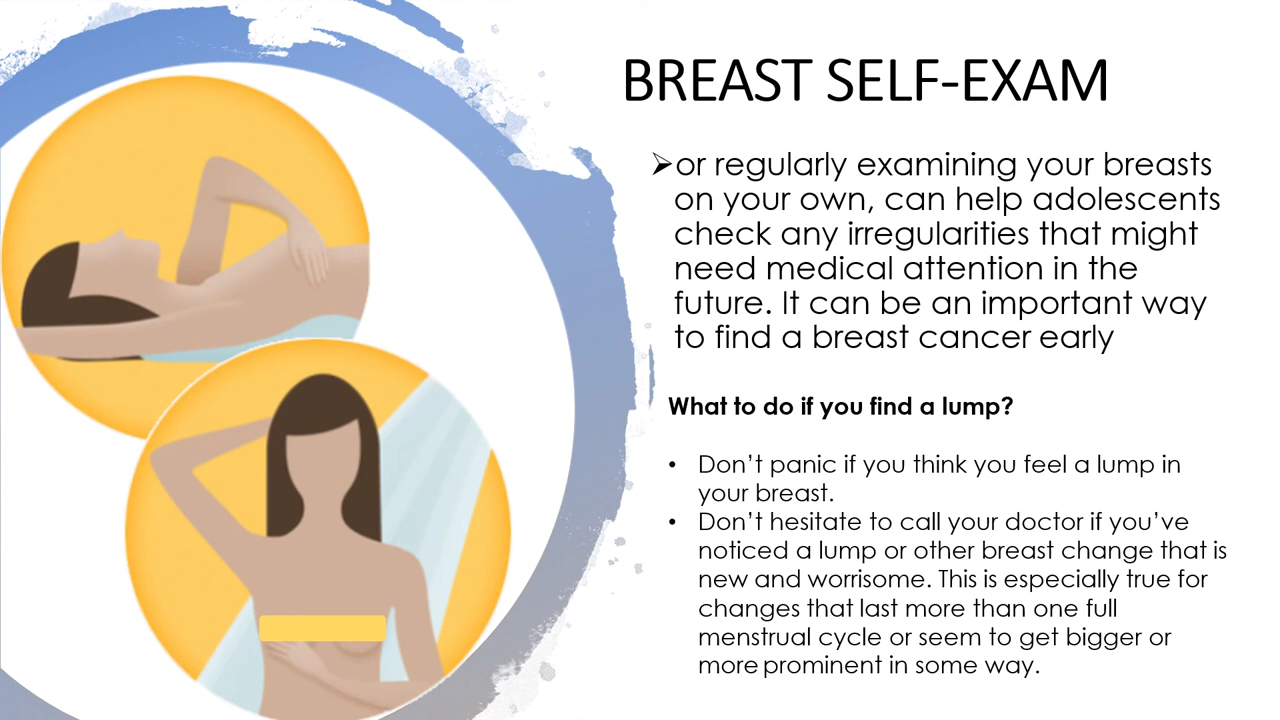 BREAST SELF-EXAM
➢or regularly examining your breasts
on your own, can help adolescents
check any irregularities that might
need medical attention in the
future. It can be an important way
to find a breast cancer early
What to do if you find a lump?
• Don’t panic if you think you feel a lump in
your breast.
• Don’t hesitate to call your doctor if you’ve
noticed a lump or other breast change that is
new and worrisome. This is especially true for
changes that last more than one full
menstrual cycle or seem to get bigger or
more prominent in some way.